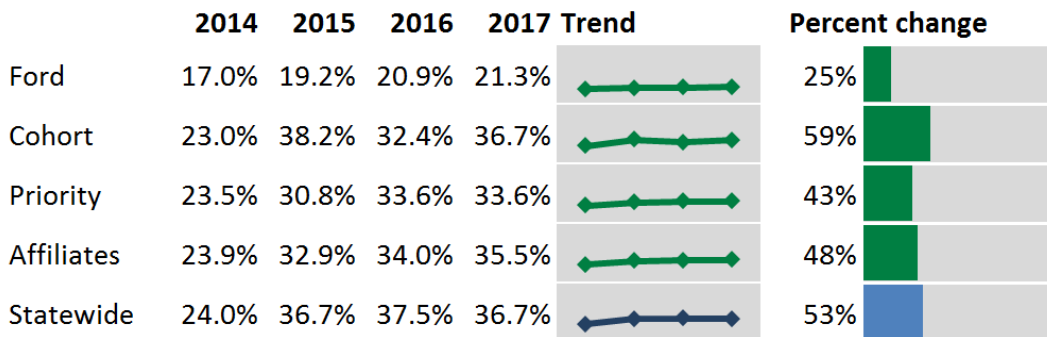 2014 2015 2016 2017 Trend Percent change
Ford 17.0% 19.2% 20.9% 21.3% 25%
Cohort 23.0% 38.2% 32.4% 36.7% 59%
Priority 23.5% 30.8% 33.6% 33.6% 43%
Affiliates 23.9% 32.9% 34.0% 35.5% 48%
Statewide 24.0% 36.7% 37.5% 36.7% 53%